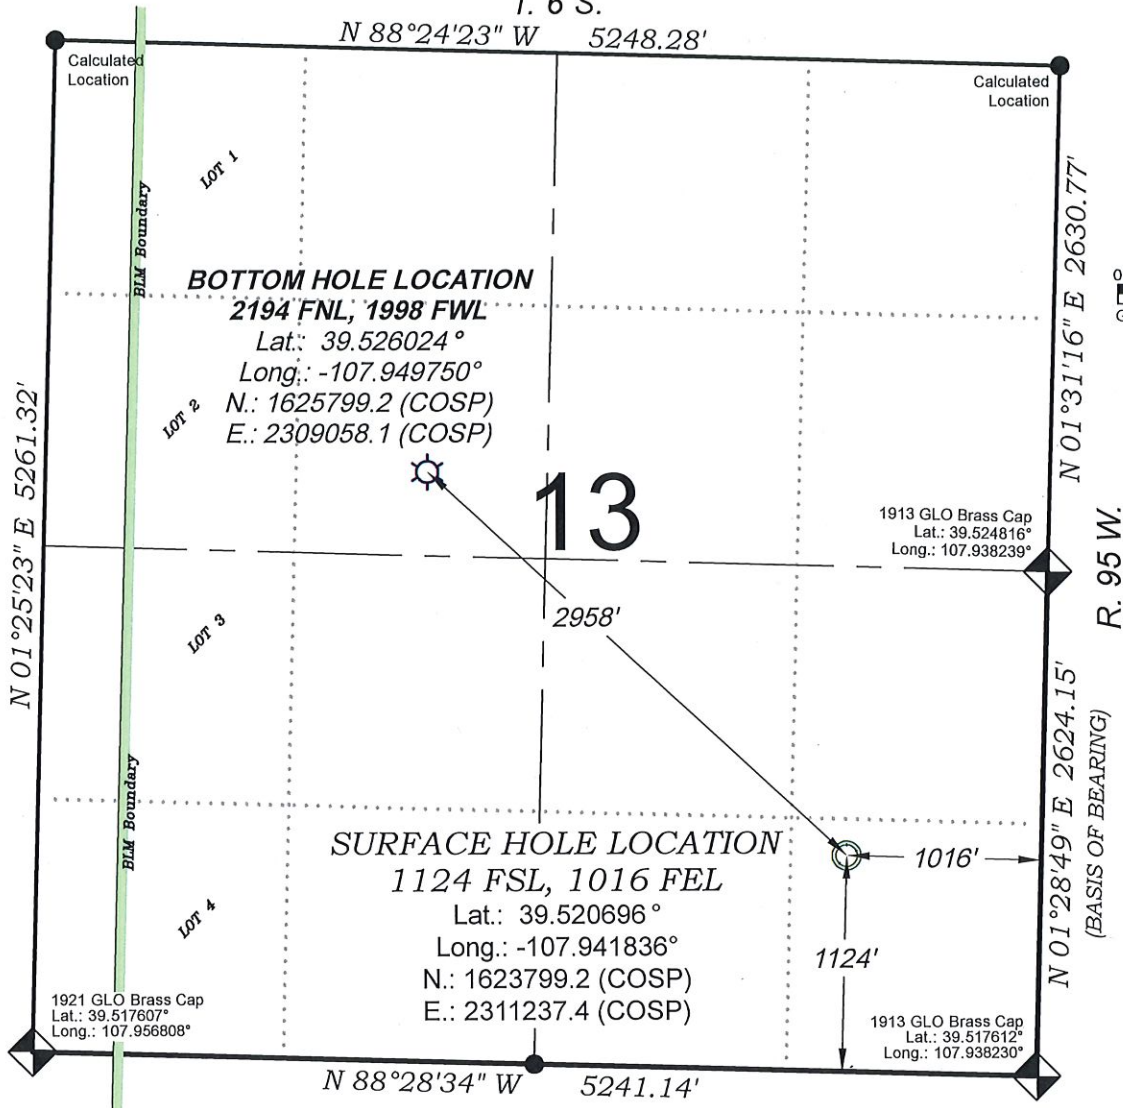 T. 6 S.
N 88°24'23" W 5248.28'
Calculated
Location
Calculated
Location
LOT 1
BLM Boundary
N 01°31'16" E 2630.77'
BOTTOM HOLE LOCATION
2194 FNL, 1998 FWL
Lat.: 39.526024°
Long.: -107.949750°
N.: 1625799.2 (COSP)
E.: 2309058.1 (COSP)
LOT 2
N 01°25'23" E 5261.32'
13
1913 GLO Brass Cap
Lat.: 39.524816°
Long.: 107.938239°
R. 95 W.
2958'
LOT 3
N 01°28'49" E 2624.15'
(BASIS OF BEARING)
BLM Boundary
SURFACE HOLE LOCATION
1124 FSL, 1016 FEL
Lat.: 39.520696°
Long.: -107.941836°
N.: 1623799.2 (COSP)
E.: 2311237.4 (COSP)
1016'
1124'
LOT 4
1921 GLO Brass Cap
Lat.: 39.517607°
Long.: 107.956808°
1913 GLO Brass Cap
Lat.: 39.517612°
Long.: 107.938230°
N 88°28'34" W 5241.14'